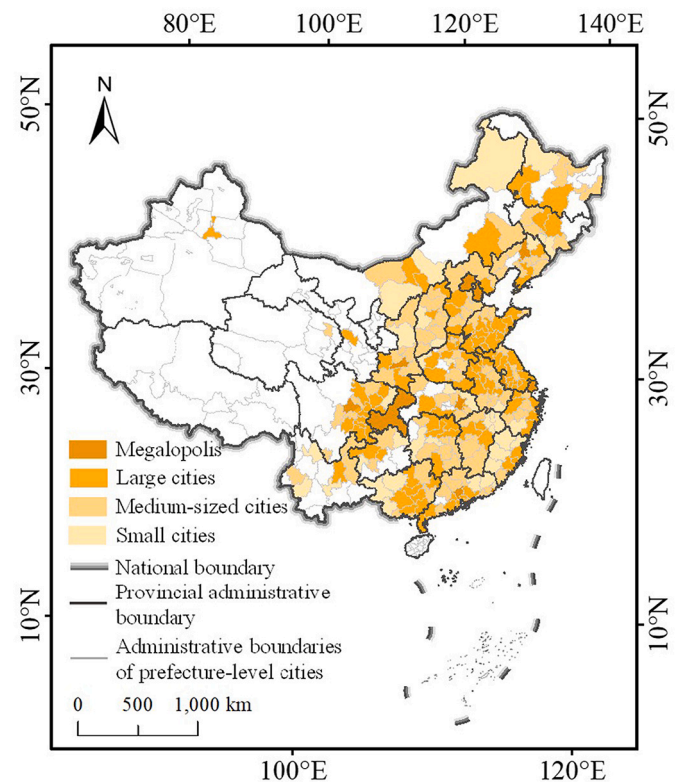 80°E 100°E 120°E 140°E
N
50°N 50°N
30°N 30°N
Megalopolis
Large cities
Medium-sized cities
Small cities
National boundary
Provincial administrative
boundary
10°N 10°N
Administrative boundaries
of prefecture-level cities
0 500 1,000 km
100°E 120°E